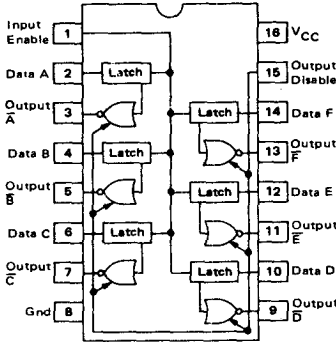 Input
Enable
1
16
VCC
Data A
2
Latch
15
Output
Disable
Output
A̅
3
Latch
14
Data F
Data B
4
Latch
13
Output
F̅
Output
B̅
5
Latch
12
Data E
Data C
6
Latch
11
Output
E̅
Output
C̅
7
Latch
10
Data D
Gnd
8
9
Output
D̅